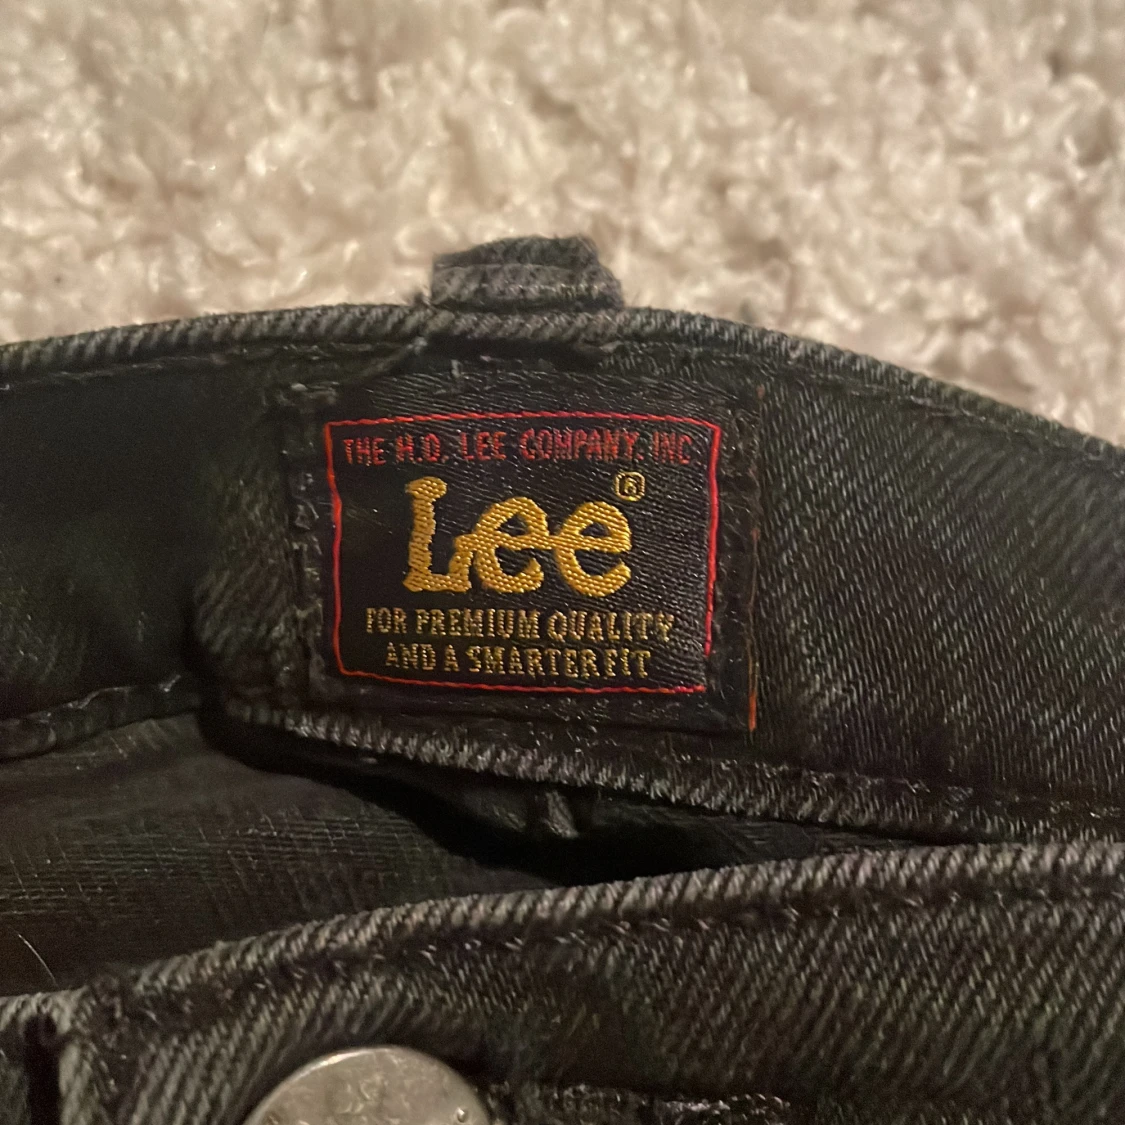 THE H.D. LEE COMPANY, INC
Lee®
FOR PREMIUM QUALITY
AND A SMARTER FIT